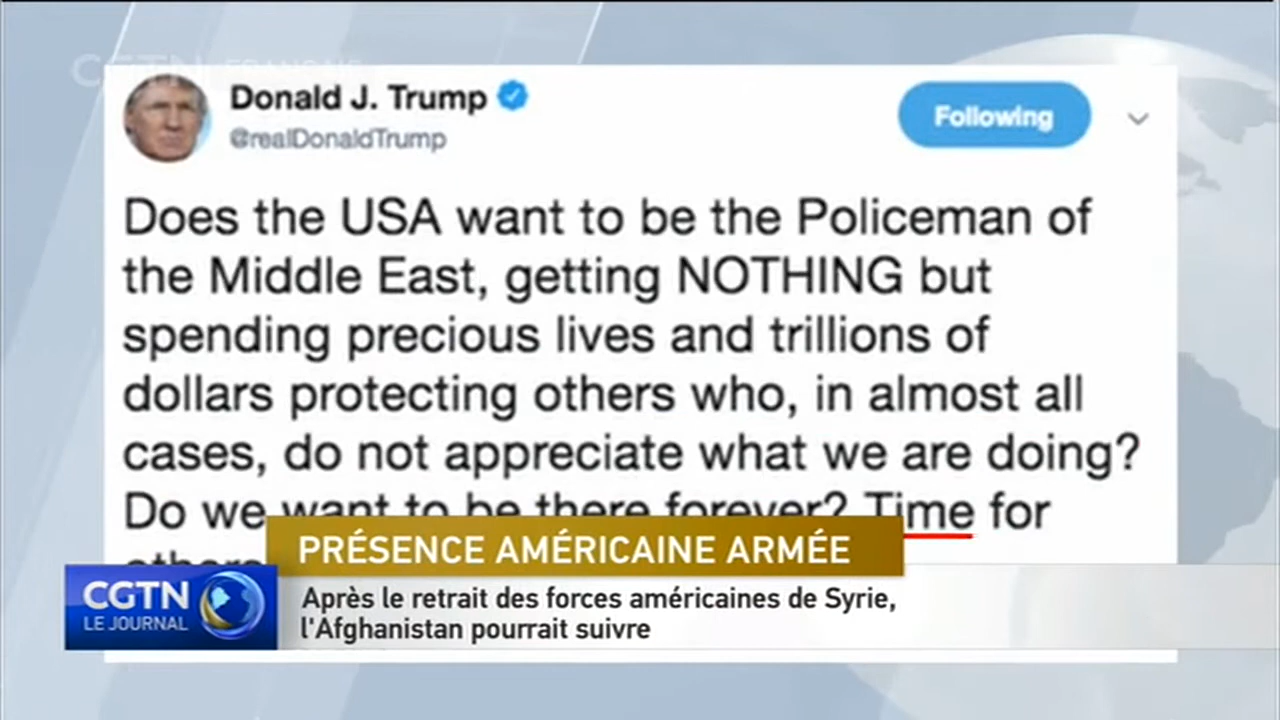 CGTN FRANÇAIS
Donald J. Trump
@realDonaldTrump
Following
Does the USA want to be the Policeman of
the Middle East, getting NOTHING but
spending precious lives and trillions of
dollars protecting others who, in almost all
cases, do not appreciate what we are doing?
Do we want to be there forever? Time for
others
PRÉSENCE AMÉRICAINE ARMÉE
CGTN
LE JOURNAL
Après le retrait des forces américaines de Syrie,
l'Afghanistan pourrait suivre